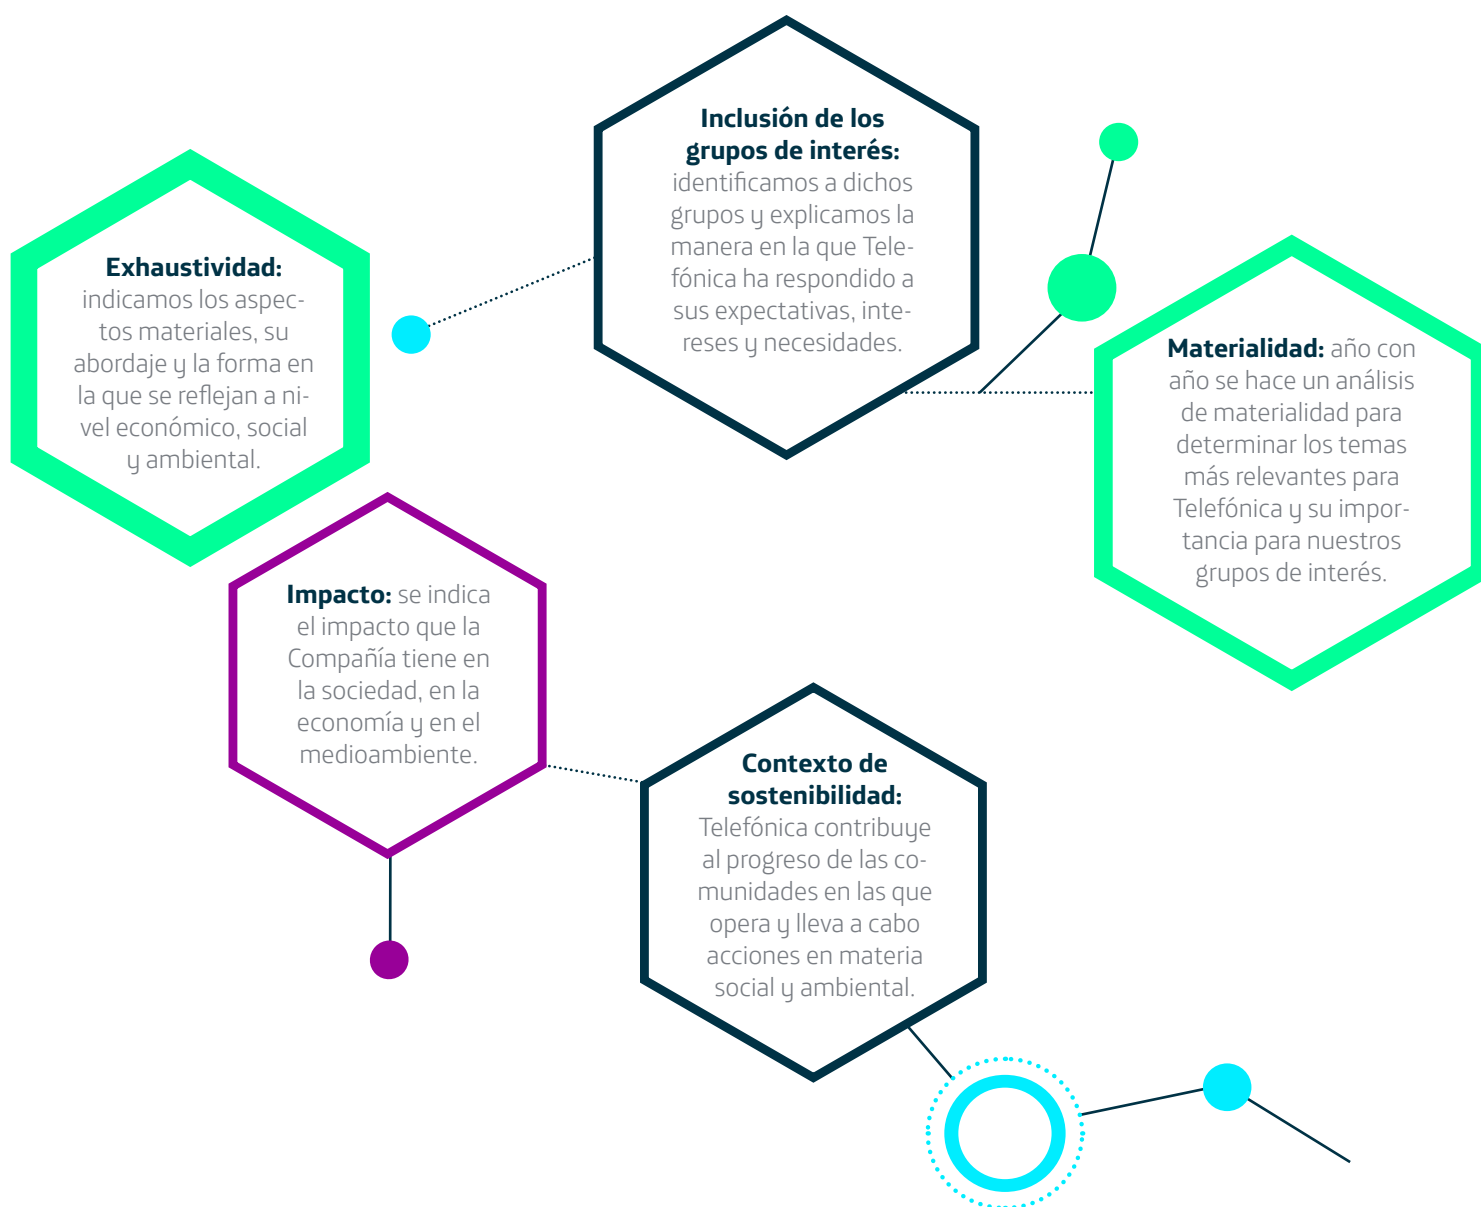 Inclusión de los
grupos de interés:
identificamos a dichos
grupos y explicamos la
manera en la que Tele-
fónica ha respondido a
sus expectativas, inte-
reses y necesidades.
Exhaustividad:
indicamos los aspec-
tos materiales, su
abordaje y la forma en
la que se reflejan a ni-
vel económico, social
y ambiental.
Materialidad: año con
año se hace un análisis
de materialidad para
determinar los temas
más relevantes para
Telefónica y su impor-
tancia para nuestros
grupos de interés.
Impacto: se indica
el impacto que la
Compañía tiene en
la sociedad, en la
economía y en el
medioambiente.
Contexto de
sostenibilidad:
Telefónica contribuye
al progreso de las co-
munidades en las que
opera y lleva a cabo
acciones en materia
social y ambiental.